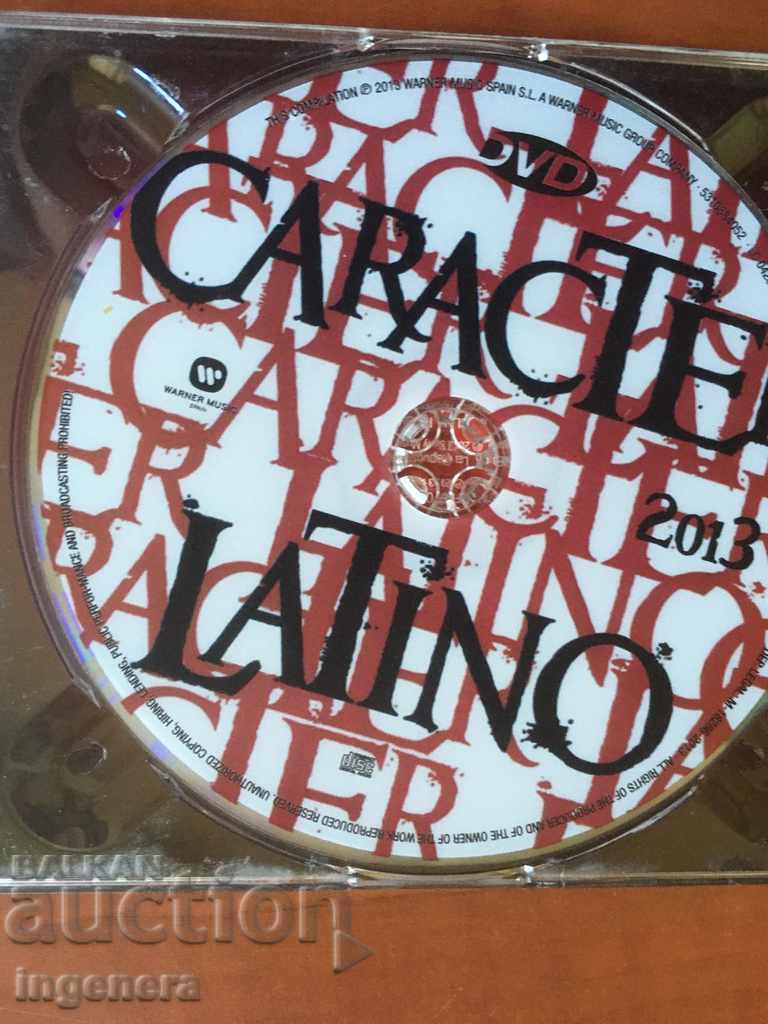 THIS COMPILATION ℗ 2013 WARNER MUSIC SPAIN S.L. A WARNER MUSIC GROUP COMPANY
DVD
CARACTE
WARNER MUSIC
SPAIN
2013
LATINO
disc
ALL RIGHTS OF THE PRODUCER AND OF THE OWNER OF THE WORK REPRODUCED RESERVED. UNAUTHORIZED COPYING, HIRING, LENDING, PUBLIC PERFORMANCE AND BROADCASTING PROHIBITED
BALKAN
auction
ingenera